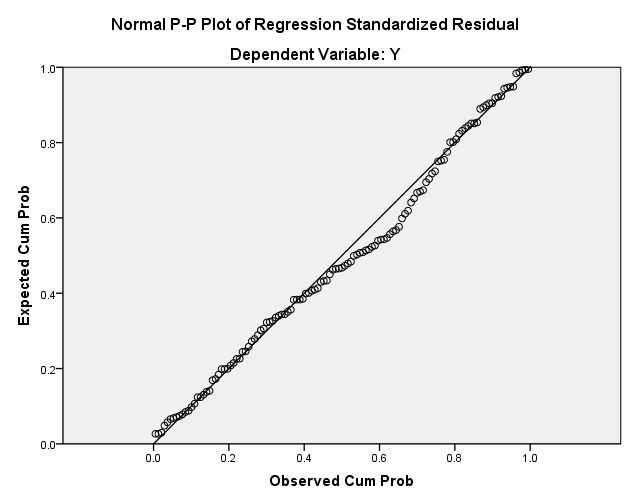 Normal P-P Plot of Regression Standardized Residual
Dependent Variable: Y
1.0
0.8
0.6
0.4
0.2
0.0
Expected Cum Prob
0.0 0.2 0.4 0.6 0.8 1.0
Observed Cum Prob